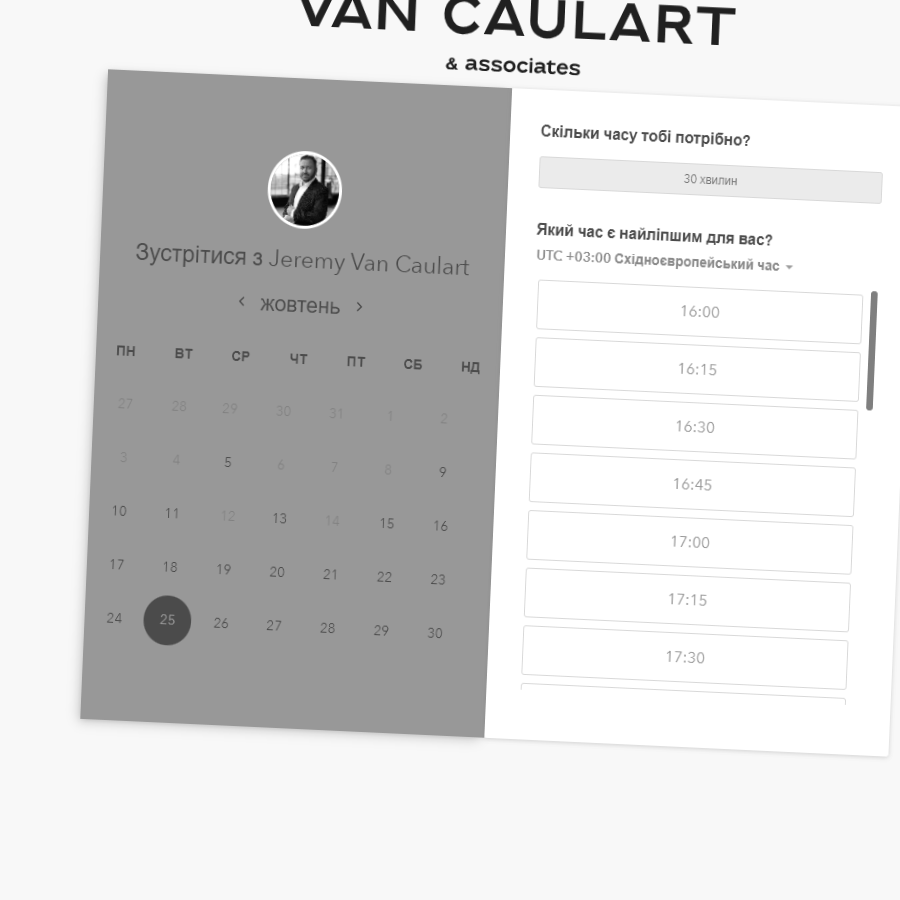 VAN CAULART
& associates
Зустрітися з Jeremy Van Caulart
‹ жовтень ›
ПН ВТ СР ЧТ ПТ СБ НД
27 28 29 30 31 1 2
3 4 5 6 7 8 9
10 11 12 13 14 15 16
17 18 19 20 21 22 23
24 25 26 27 28 29 30
Скільки часу тобі потрібно?
30 хвилин
Який час є найліпшим для вас?
UTC +03:00 Східноєвропейський час
16:00
16:15
16:30
16:45
17:00
17:15
17:30